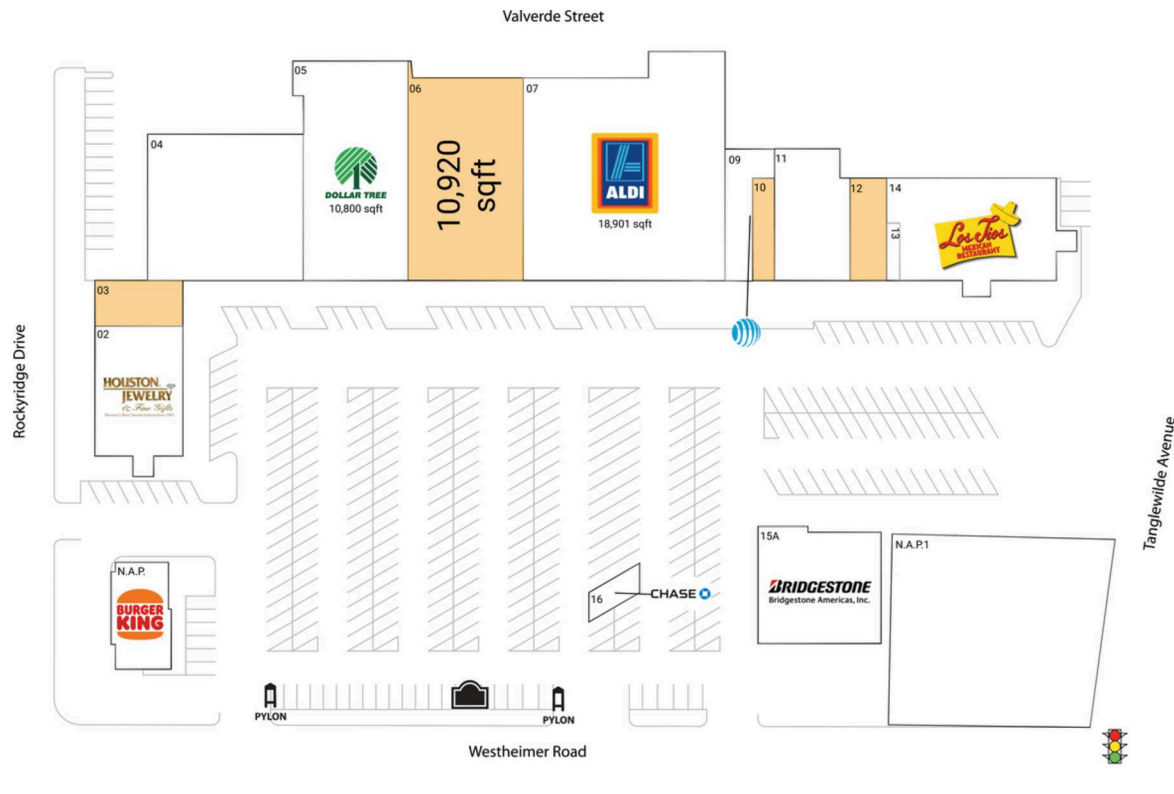 Valverde Street
05
06
07
04
DOLLAR TREE
10,800 sqft
10,920
sqft
ALDI
18,901 sqft
09
10
11
12
14
13
Los Tios
MEXICAN
RESTAURANT
03
02
HOUSTON
JEWELRY
& Fine Gifts
Rockyridge Drive
Tanglewilde Avenue
N.A.P.
BURGER
KING
16
CHASE
15A
BRIDGESTONE
Bridgestone Americas, Inc.
N.A.P.1
PYLON
PYLON
Westheimer Road